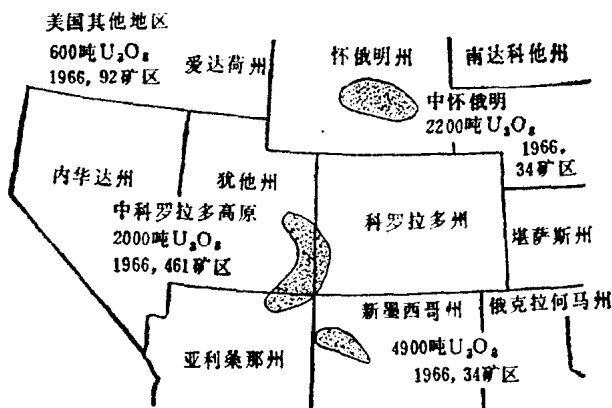 美国其他地区
600吨U₃O₈
1966, 92矿区
爱达荷州
怀俄明州
南达科他州
中怀俄明
2200吨U₃O₈
1966,
34矿区
内华达州
犹他州
中科罗拉多高原
2000吨U₃O₈
1966, 461矿区
科罗拉多州
堪萨斯州
新墨西哥州
俄克拉何马州
亚利桑那州
4900吨U₃O₈
1966, 34矿区